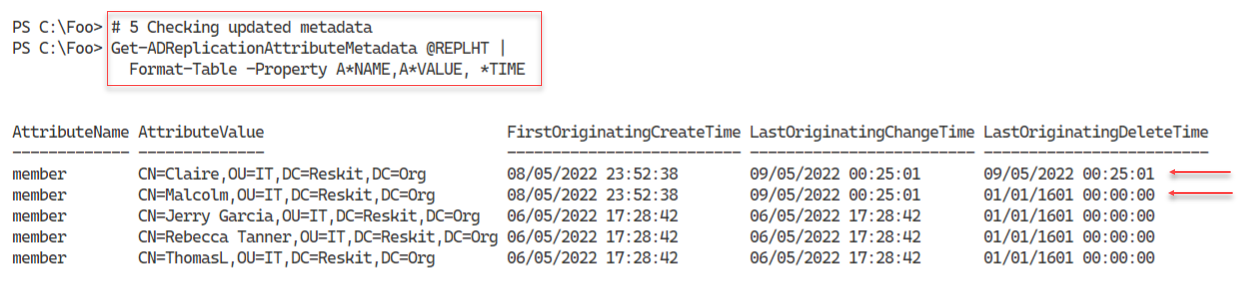 PS C:\Foo> # 5 Checking updated metadata
PS C:\Foo> Get-ADReplicationAttributeMetadata @REPLHT |
Format-Table -Property A*NAME,A*VALUE, *TIME
AttributeName AttributeValue FirstOriginatingCreateTime LastOriginatingChangeTime LastOriginatingDeleteTime
------------- -------------- -------------------------- ------------------------- -------------------------
member CN=Claire,OU=IT,DC=Reskit,DC=Org 08/05/2022 23:52:38 09/05/2022 00:25:01 09/05/2022 00:25:01
member CN=Malcolm,OU=IT,DC=Reskit,DC=Org 08/05/2022 23:52:38 09/05/2022 00:25:01 01/01/1601 00:00:00
member CN=Jerry Garcia,OU=IT,DC=Reskit,DC=Org 06/05/2022 17:28:42 06/05/2022 17:28:42 01/01/1601 00:00:00
member CN=Rebecca Tanner,OU=IT,DC=Reskit,DC=Org 06/05/2022 17:28:42 06/05/2022 17:28:42 01/01/1601 00:00:00
member CN=ThomasL,OU=IT,DC=Reskit,DC=Org 06/05/2022 17:28:42 06/05/2022 17:28:42 01/01/1601 00:00:00